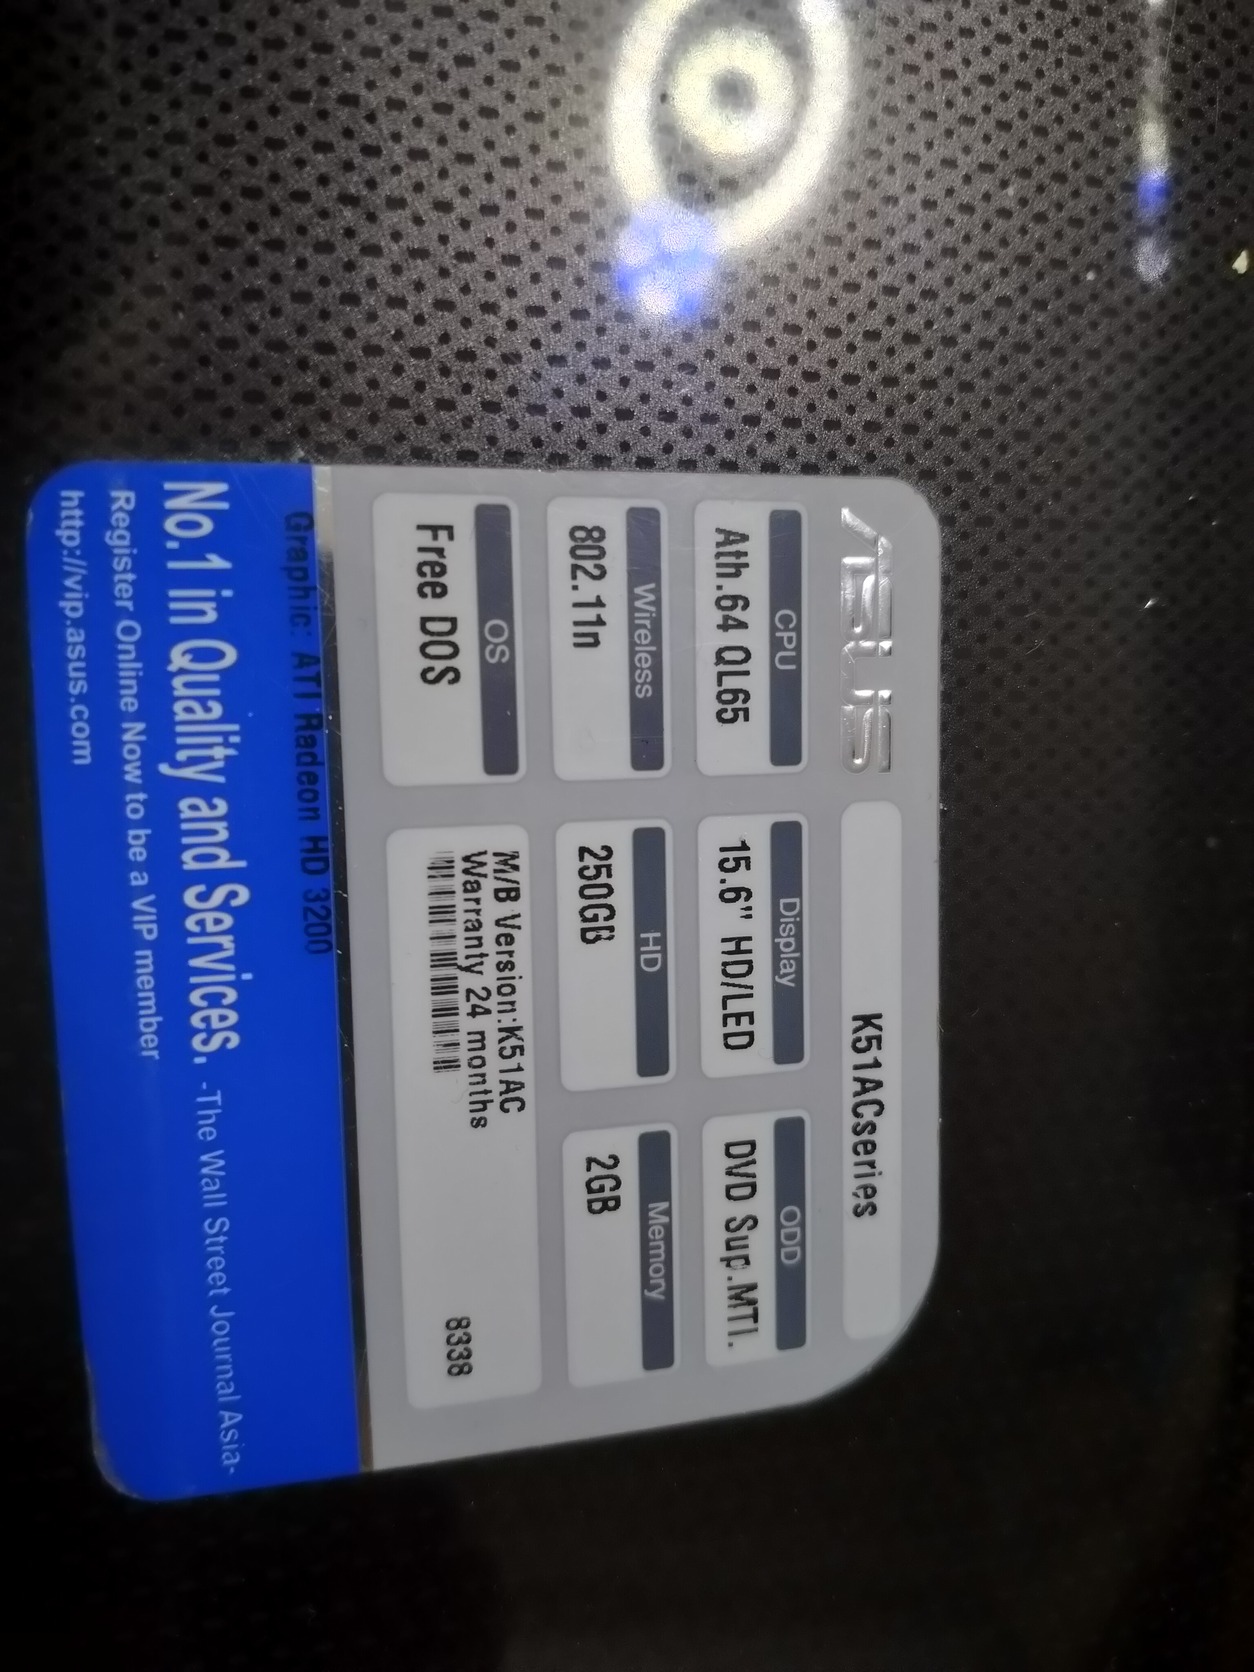 ASUS
K51ACseries
CPU
Ath.64 QL65
Display
15.6" HD/LED
ODD
DVD Sup.MTI.
Wireless
802.11n
HD
250GB
Memory
2GB
OS
Free DOS
M/B Version:K51AC
Warranty 24 months
8338
Graphic: ATI Radeon HD 3200
No.1 in Quality and Services. -The Wall Street Journal Asia-
Register Online Now to be a VIP member
http://vip.asus.com